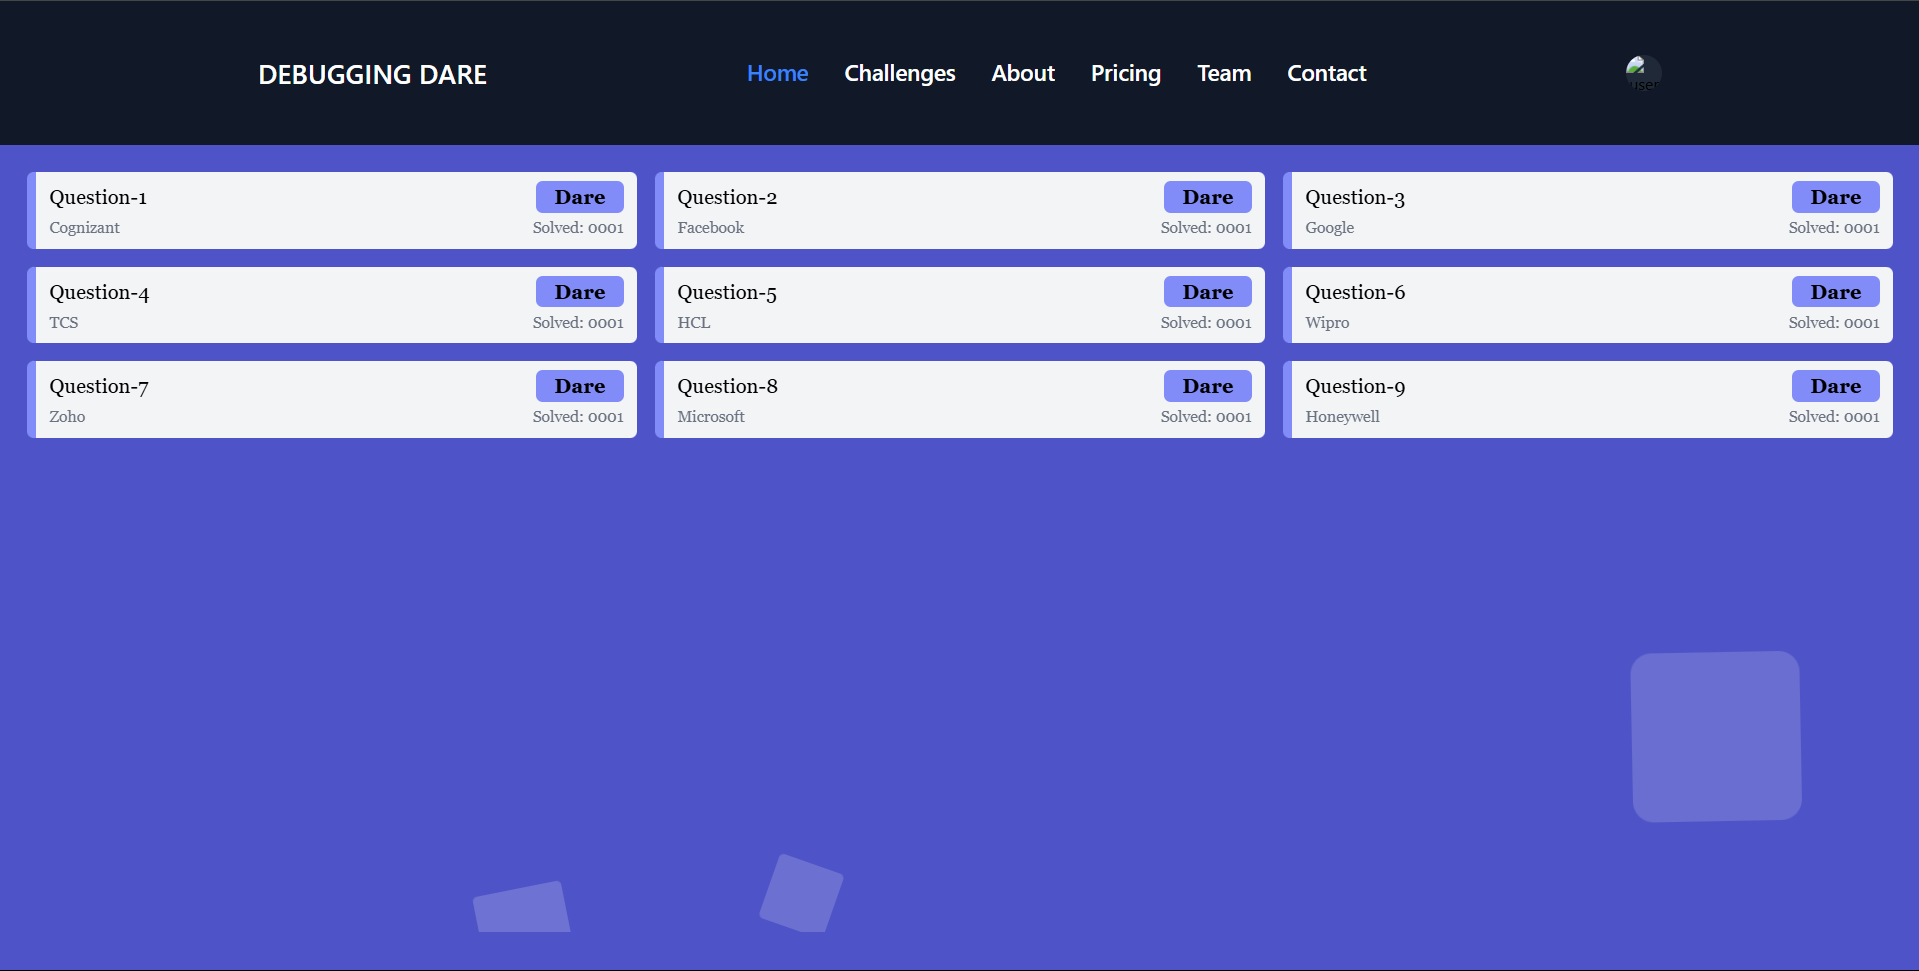 DEBUGGING DARE
Home Challenges About Pricing Team Contact
user
Question-1 Dare
Cognizant Solved: 0001
Question-2 Dare
Facebook Solved: 0001
Question-3 Dare
Google Solved: 0001
Question-4 Dare
TCS Solved: 0001
Question-5 Dare
HCL Solved: 0001
Question-6 Dare
Wipro Solved: 0001
Question-7 Dare
Zoho Solved: 0001
Question-8 Dare
Microsoft Solved: 0001
Question-9 Dare
Honeywell Solved: 0001